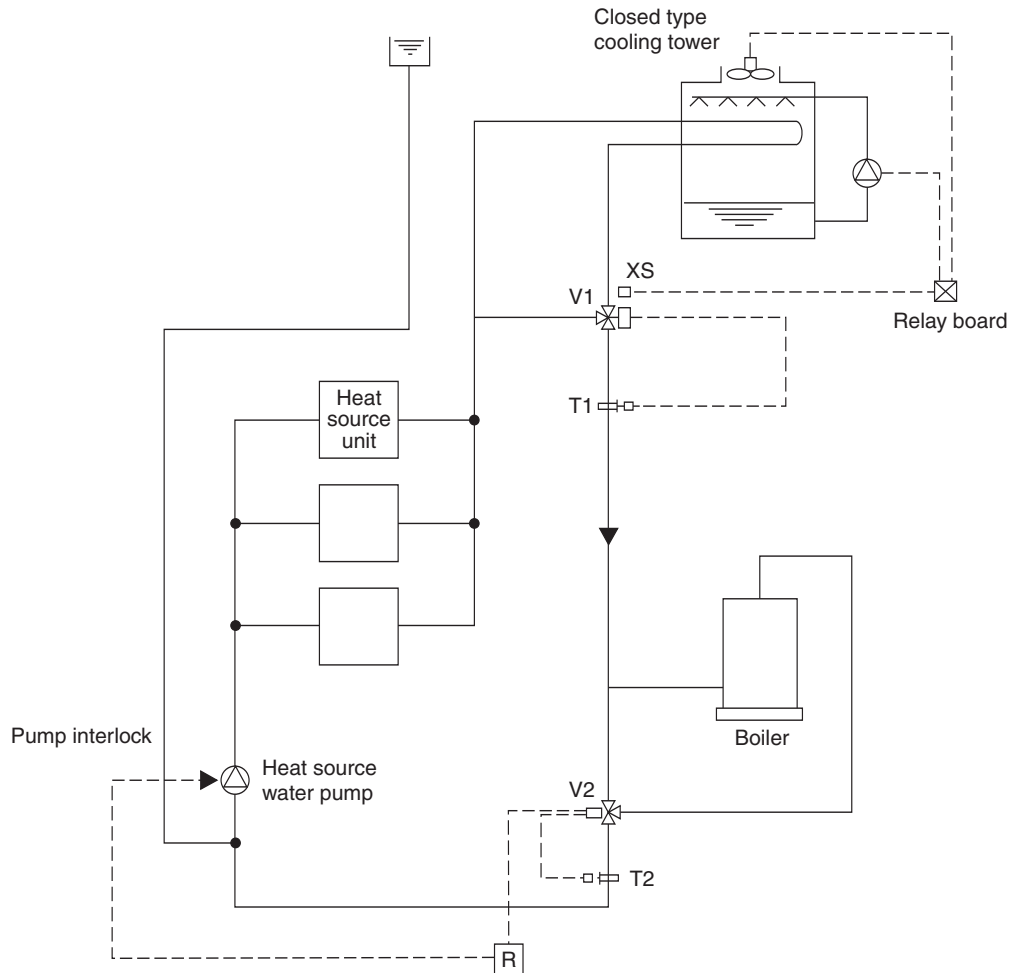 Closed type
cooling tower
XS
V1
Relay board
T1
Heat
source
unit
Pump interlock
Heat source
water pump
Boiler
V2
T2
R